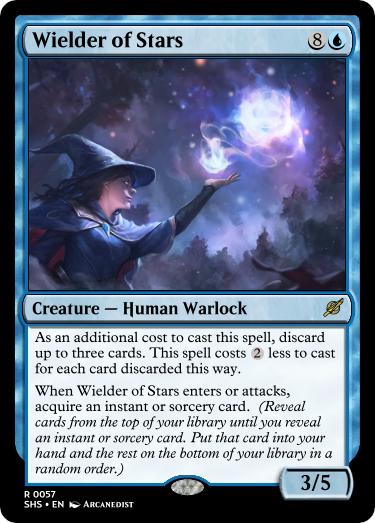 Wielder of Stars 8
Creature — Human Warlock
As an additional cost to cast this spell, discard
up to three cards. This spell costs 2 less to cast
for each card discarded this way.
When Wielder of Stars enters or attacks,
acquire an instant or sorcery card. (Reveal
cards from the top of your library until you
reveal an instant or sorcery card. Put that card into your
hand and the rest on the bottom of your library in a
random order.)
3/5
R 0057
SHS • EN ARCANEDIST